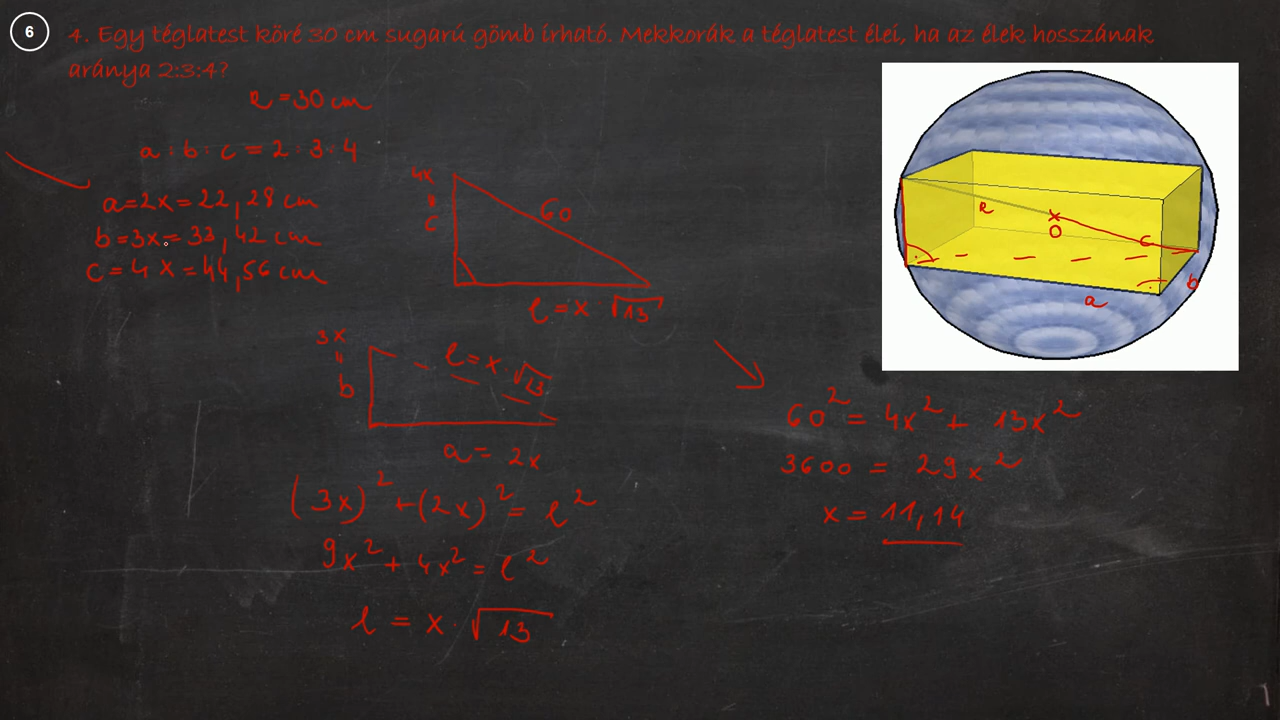 6
4. Egy téglatest köré 30 cm sugarú gömb írható. Mekkorák a téglatest élei, ha az élek hosszának
aránya 2:3:4?
R = 30 cm
a : b : c = 2 : 3 : 4
a = 2x = 22,28 cm
b = 3x = 33,42 cm
c = 4x = 44,56 cm
4x
c
60
l = x · √13
3x
b
l = x · √13
a = 2x
(3x)² + (2x)² = l²
9x² + 4x² = l²
l = x · √13
R
O
c
b
a
60² = 4x² + 13x²
3600 = 29x²
x = 11,14